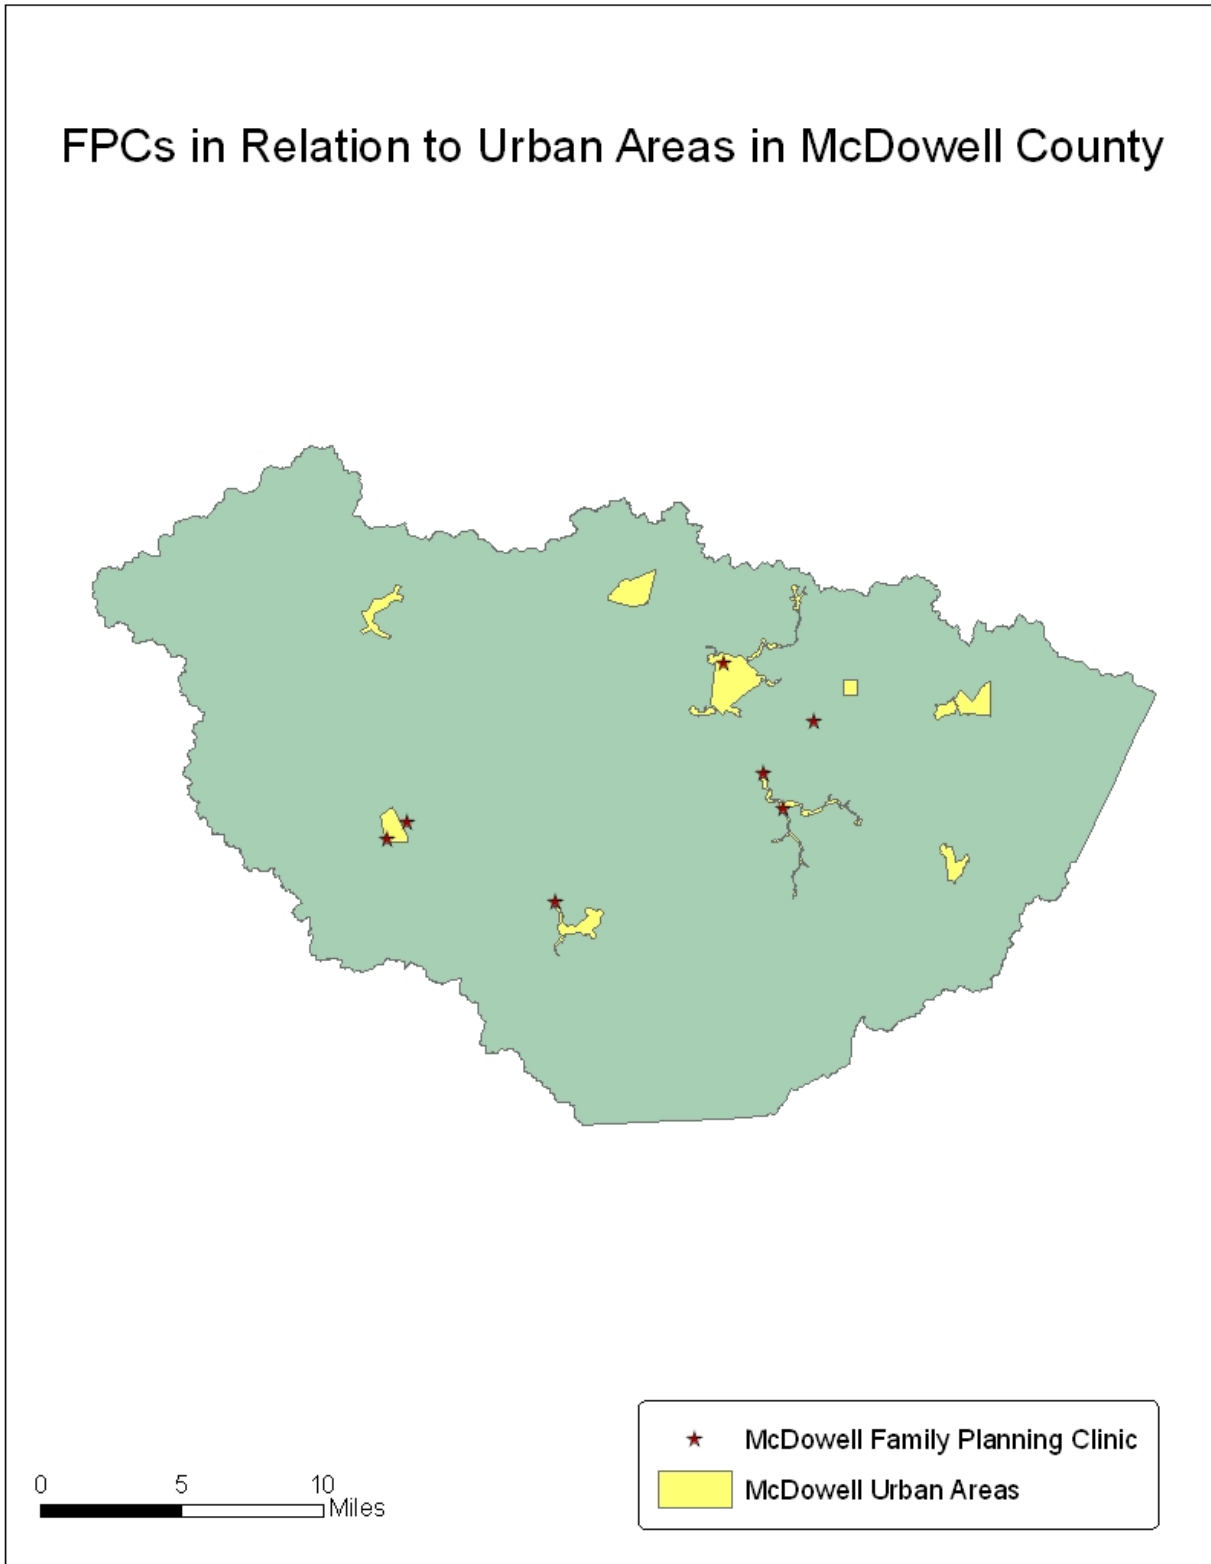 FPCs in Relation to Urban Areas in McDowell County
McDowell Family Planning Clinic
McDowell Urban Areas
0 5 10
Miles